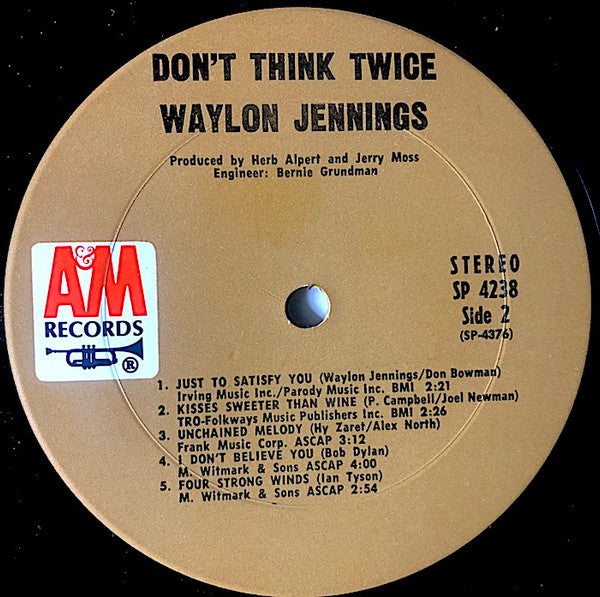 DON'T THINK TWICE
WAYLON JENNINGS
Produced by Herb Alpert and Jerry Moss
Engineer: Bernie Grundman
A&M
RECORDS
®
STEREO
SP 4238
Side 2
(SP-4376)
1. JUST TO SATISFY YOU (Waylon Jennings/Don Bowman)
Irving Music Inc./Parody Music Inc. BMI 2:21
2. KISSES SWEETER THAN WINE (P. Campbell/Joel Newman)
TRO-Folkways Music Publishers Inc. BMI 2:26
3. UNCHAINED MELODY (Hy Zaret/Alex North)
Frank Music Corp. ASCAP 3:12
4. I DON'T BELIEVE YOU (Bob Dylan)
M. Witmark & Sons ASCAP 4:00
5. FOUR STRONG WINDS (Ian Tyson)
M. Witmark & Sons ASCAP 2:54